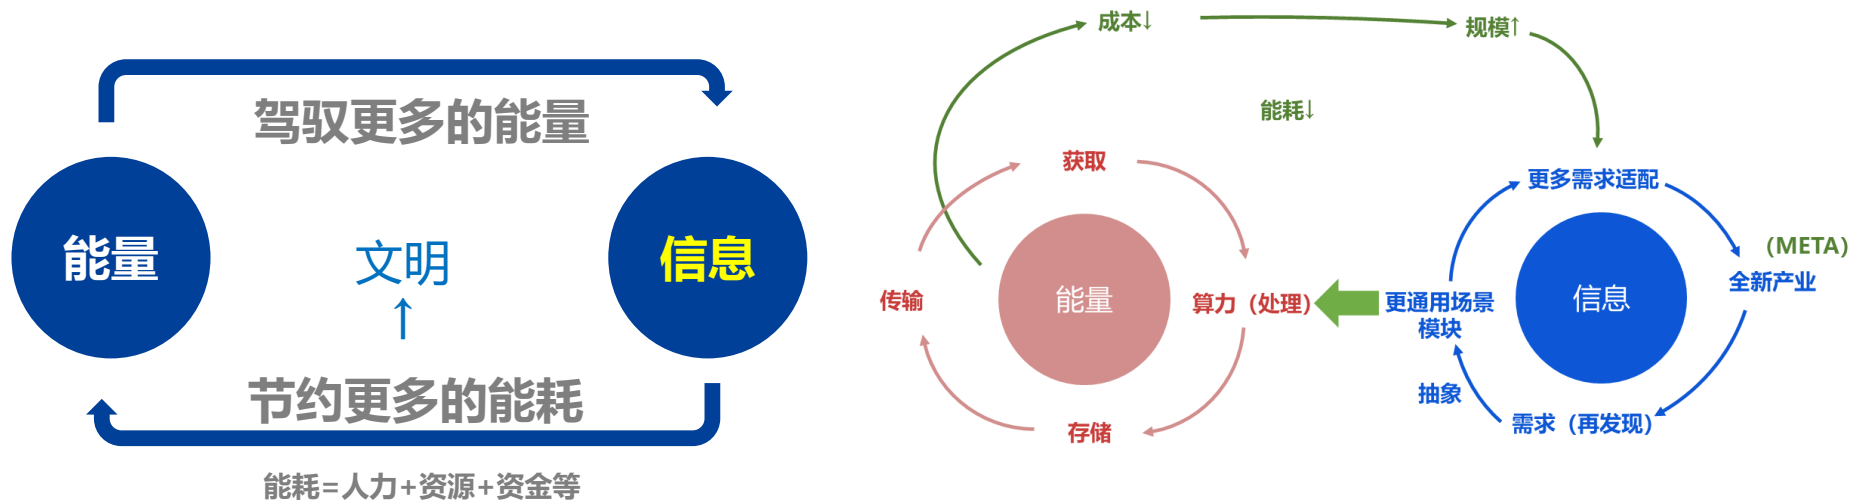 驾驭更多的能量
能量
文明
↑
信息
节约更多的能耗
能耗=人力+资源+资金等
成本↓
规模↑
能耗↓
获取
能量
传输
算力（处理）
存储
更多需求适配
（META）
全新产业
信息
更通用场景
模块
抽象
需求（再发现）